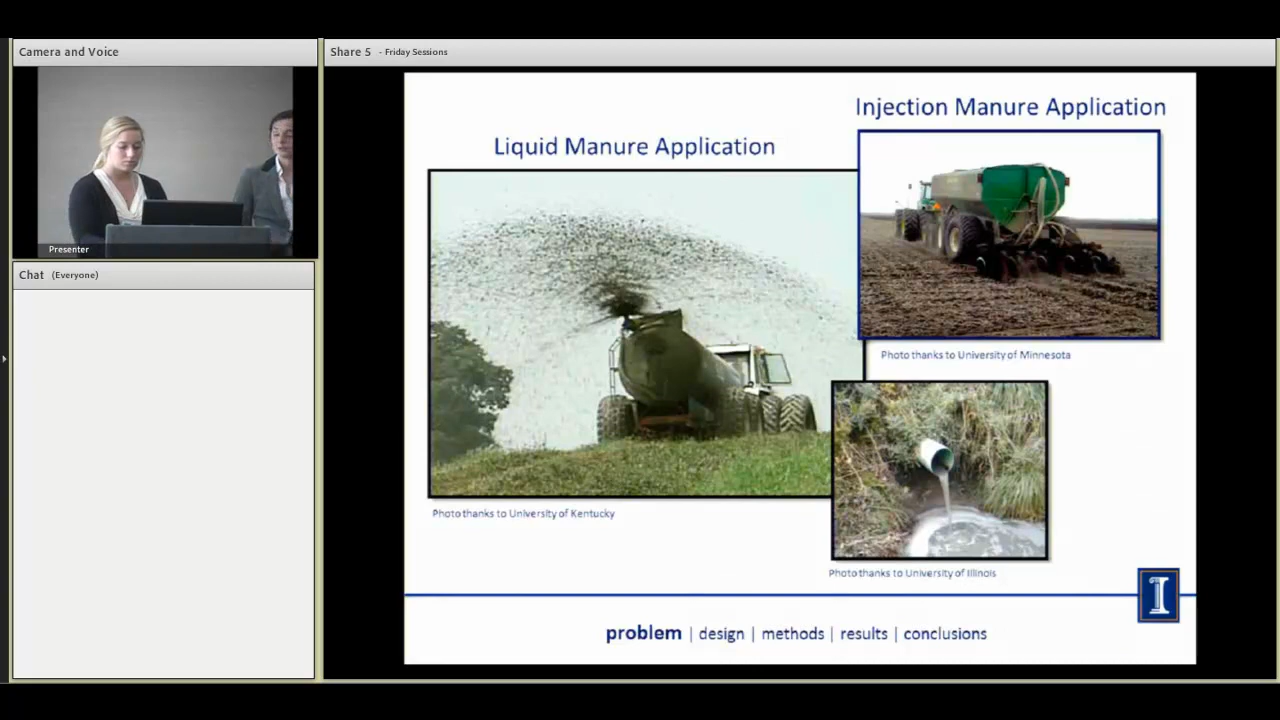 Camera and Voice
Presenter
Chat (Everyone)
Share 5 - Friday Sessions
Injection Manure Application
Liquid Manure Application
Photo thanks to University of Minnesota
Photo thanks to University of Kentucky
Photo thanks to University of Illinois
I
problem | design | methods | results | conclusions